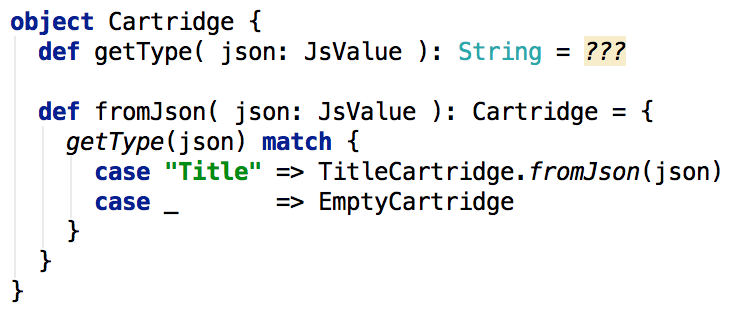 object Cartridge {
  def getType( json: JsValue ): String = ???

  def fromJson( json: JsValue ): Cartridge = {
    getType(json) match {
      case "Title" => TitleCartridge.fromJson(json)
      case _       => EmptyCartridge
    }
  }
}